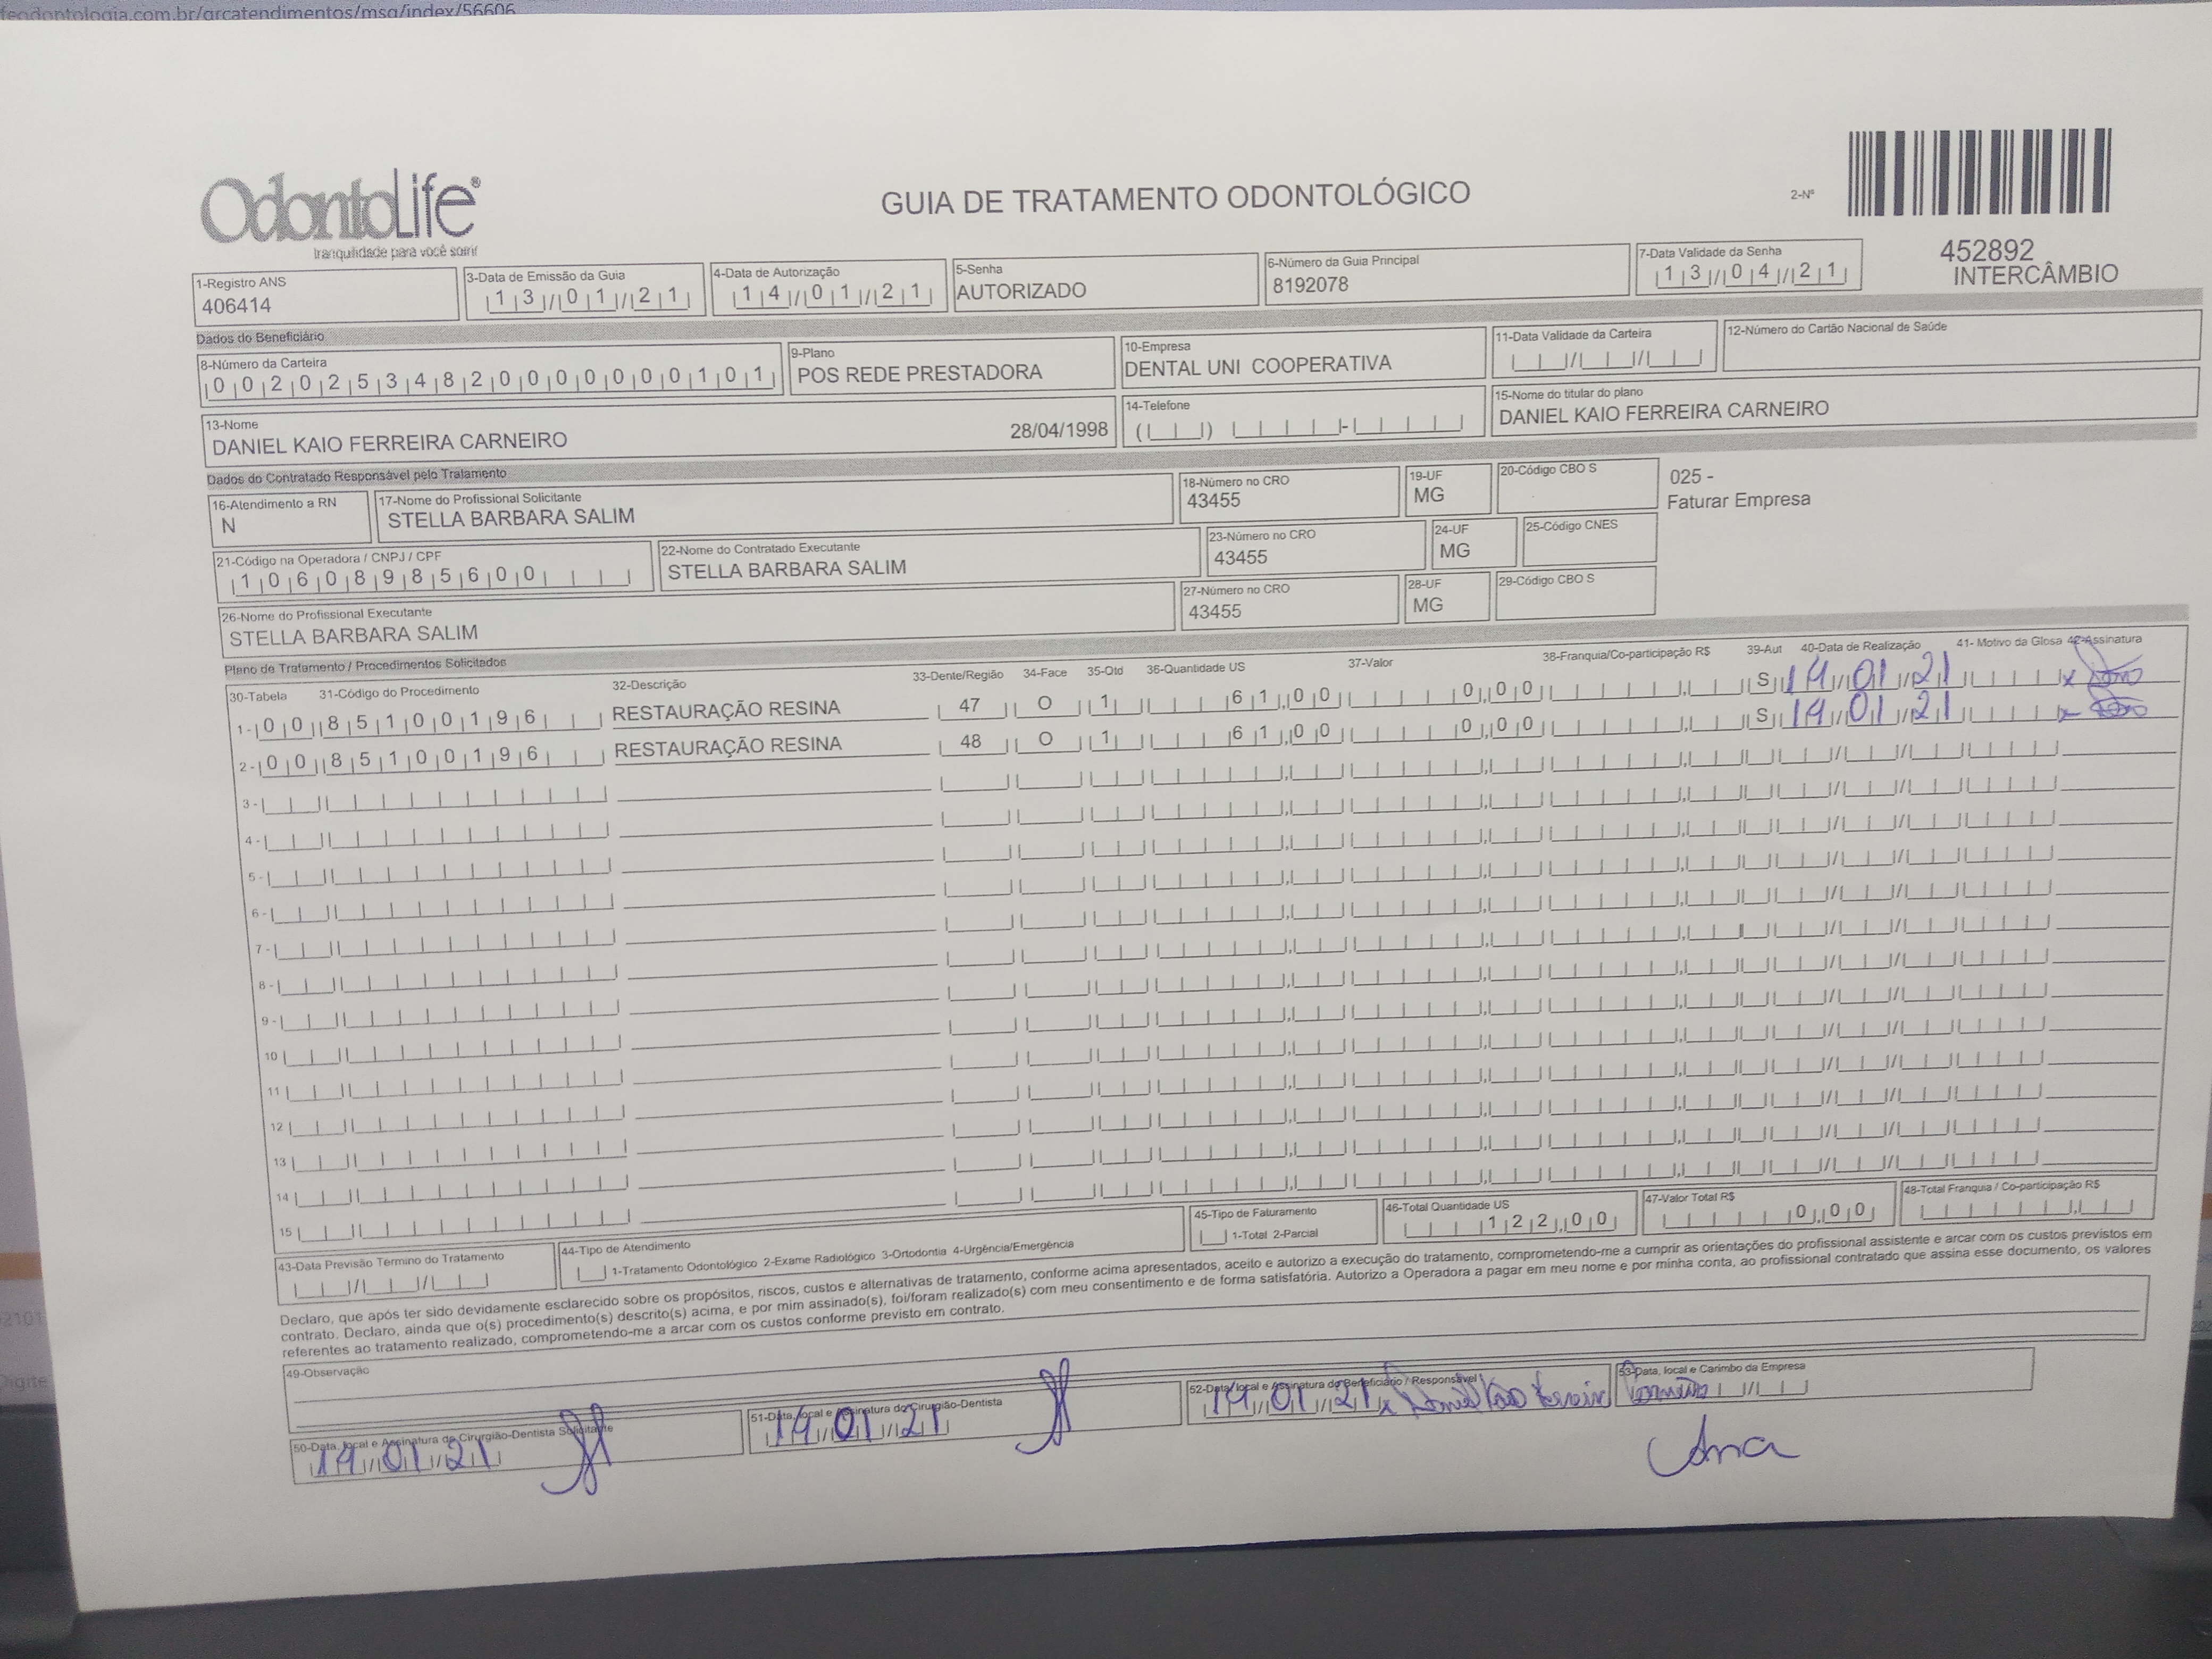 feodontologia.com.br/grcatendimentos/msg/index/56606
OdontoLife®
tranquilidade para você sorrir
GUIA DE TRATAMENTO ODONTOLÓGICO
2-Nº
452892
INTERCÂMBIO
1-Registro ANS
406414
3-Data de Emissão da Guia
13/01/21
4-Data de Autorização
14/01/21
5-Senha
AUTORIZADO
6-Número da Guia Principal
8192078
7-Data Validade da Senha
13/04/21
Dados do Beneficiário
8-Número da Carteira
00202534820000000101
9-Plano
POS REDE PRESTADORA
10-Empresa
DENTAL UNI COOPERATIVA
11-Data Validade da Carteira
12-Número do Cartão Nacional de Saúde
13-Nome
DANIEL KAIO FERREIRA CARNEIRO 28/04/1998
14-Telefone
15-Nome do titular do plano
DANIEL KAIO FERREIRA CARNEIRO
Dados do Contratado Responsável pelo Tratamento
16-Atendimento a RN
N
17-Nome do Profissional Solicitante
STELLA BARBARA SALIM
18-Número no CRO
43455
19-UF
MG
20-Código CBO S
025 -
Faturar Empresa
21-Código na Operadora / CNPJ / CPF
10608985600
22-Nome do Contratado Executante
STELLA BARBARA SALIM
23-Número no CRO
43455
24-UF
MG
25-Código CNES
26-Nome do Profissional Executante
STELLA BARBARA SALIM
27-Número no CRO
43455
28-UF
MG
29-Código CBO S
Plano de Tratamento / Procedimentos Solicitados
30-Tabela 31-Código do Procedimento 32-Descrição 33-Dente/Região 34-Face 35-Qtd 36-Quantidade US 37-Valor 38-Franquia/Co-participação R$ 39-Aut 40-Data de Realização 41- Motivo da Glosa 42-Assinatura
1- 00 85100196 RESTAURAÇÃO RESINA 47 O 1 61,00 0,00 S 14/01/21 x
2- 00 85100196 RESTAURAÇÃO RESINA 48 O 1 61,00 0,00 S 14/01/21 x
3-
4-
5-
6-
7-
8-
9-
10
11
12
13
14
15
43-Data Previsão Término do Tratamento
44-Tipo de Atendimento
1-Tratamento Odontológico 2-Exame Radiológico 3-Ortodontia 4-Urgência/Emergência
45-Tipo de Faturamento
1-Total 2-Parcial
46-Total Quantidade US
122,00
47-Valor Total R$
0,00
48-Total Franquia / Co-participação R$
Declaro, que após ter sido devidamente esclarecido sobre os propósitos, riscos, custos e alternativas de tratamento, conforme acima apresentados, aceito e autorizo a execução do tratamento, comprometendo-me a cumprir as orientações do profissional assistente e arcar com os custos previstos em
contrato. Declaro, ainda que o(s) procedimento(s) descrito(s) acima, e por mim assinado(s), foi/foram realizado(s) com meu consentimento e de forma satisfatória. Autorizo a Operadora a pagar em meu nome e por minha conta, ao profissional contratado que assina esse documento, os valores
referentes ao tratamento realizado, comprometendo-me a arcar com os custos conforme previsto em contrato.
49-Observação
50-Data, local e Assinatura do Cirurgião-Dentista Solicitante
14/01/21
51-Data, local e Assinatura do Cirurgião-Dentista
14/01/21
52-Data, local e Assinatura do Beneficiário / Responsável
14/01/21 x
53-Data, local e Carimbo da Empresa
Ana